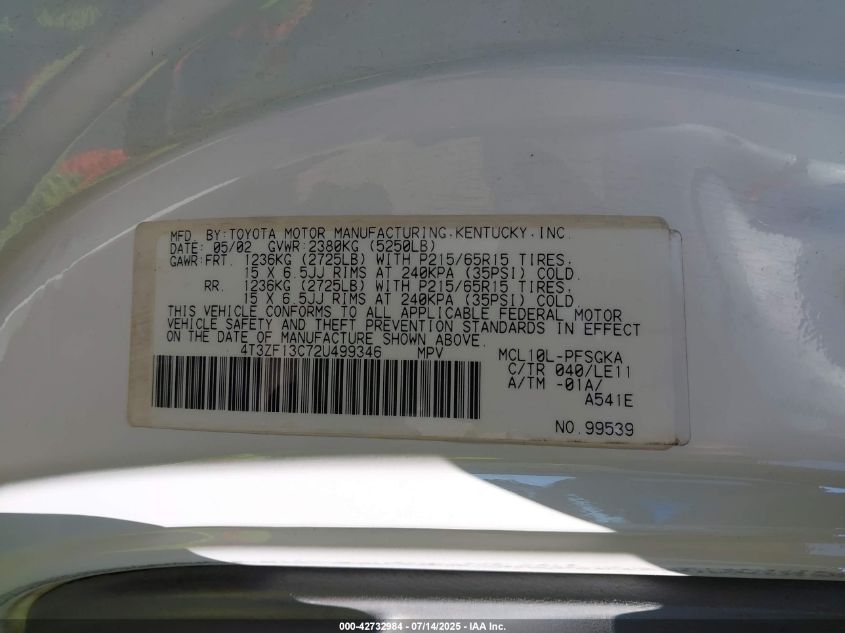 MFD. BY:TOYOTA MOTOR MANUFACTURING,KENTUCKY,INC.
DATE: 05/02 GVWR:2380KG (5250LB)
GAWR:FRT. 1236KG (2725LB) WITH P215/65R15 TIRES,
15 X 6.5JJ RIMS AT 240KPA (35PSI) COLD.
RR. 1236KG (2725LB) WITH P215/65R15 TIRES,
15 X 6.5JJ RIMS AT 240KPA (35PSI) COLD.
THIS VEHICLE CONFORMS TO ALL APPLICABLE FEDERAL MOTOR
VEHICLE SAFETY AND THEFT PREVENTION STANDARDS IN EFFECT
ON THE DATE OF MANUFACTURE SHOWN ABOVE.
4T3ZF13C72U499346 MPV MCL10L-PFSGKA
C/TR 040/LE11
A/TM -01A/
A541E
NO.99539
000-42732984 - 07/14/2025 - IAA Inc.